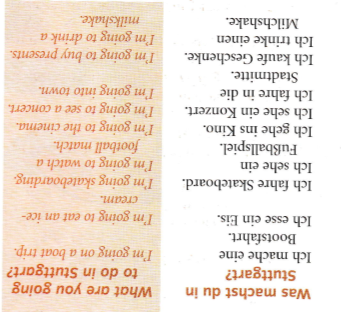 Was machst du in
Stuttgart?
Ich mache eine
Bootsfahrt.
Ich esse ein Eis.
Ich fahre Skateboard.
Ich sehe ein
Fußballspiel.
Ich gehe ins Kino.
Ich sehe ein Konzert.
Ich fahre in die
Stadtmitte.
Ich kaufe Geschenke.
Ich trinke einen
Milchshake.
What are you going
to do in Stuttgart?
I'm going on a boat trip.
I'm going to eat an ice-
cream.
I'm going skateboarding.
I'm going to watch a
football match.
I'm going to the cinema.
I'm going to see a concert.
I'm going into town.
I'm going to buy presents.
I'm going to drink a
milkshake.